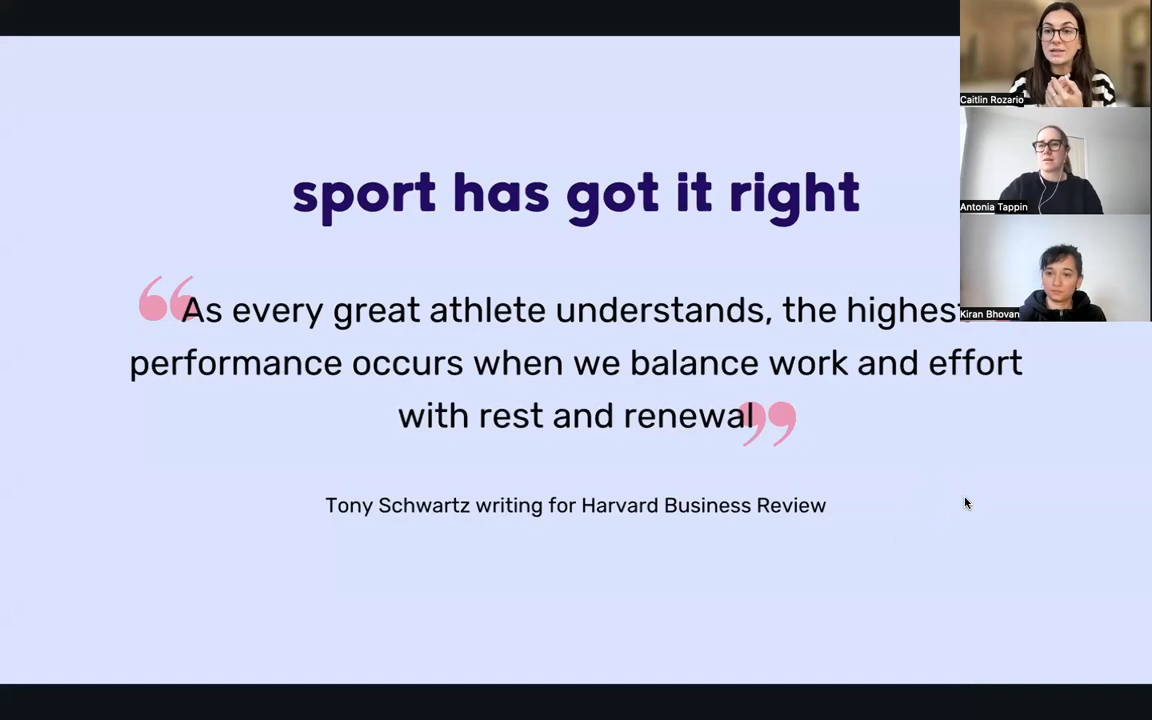 sport has got it right
“As every great athlete understands, the highest
performance occurs when we balance work and effort
with rest and renewal”
Tony Schwartz writing for Harvard Business Review
Caitlin Rozario
Antonia Tappin
Kiran Bhovan